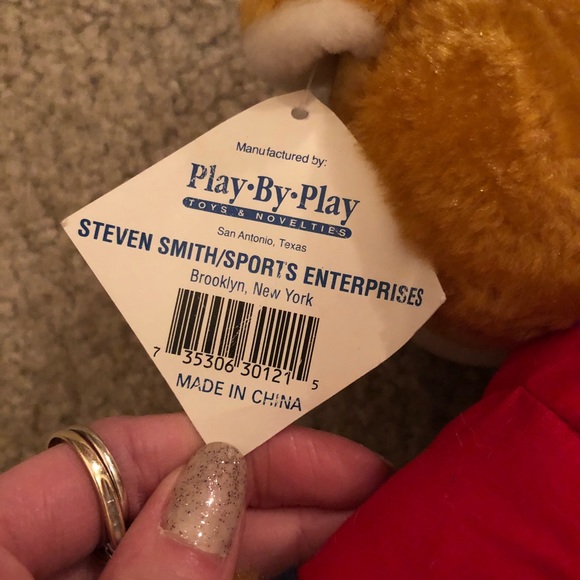 Manufactured by:
Play·By·Play
TOYS & NOVELTIES
San Antonio, Texas
STEVEN SMITH/SPORTS ENTERPRISES
Brooklyn, New York
7 35306 30121 5
MADE IN CHINA